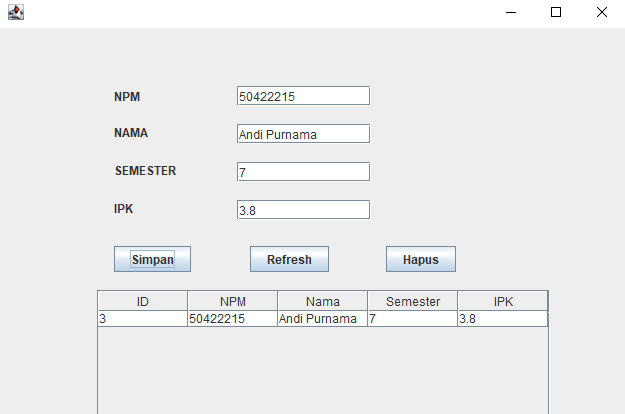 NPM 50422215
NAMA Andi Purnama
SEMESTER 7
IPK 3.8
Simpan Refresh Hapus
ID NPM Nama Semester IPK
3 50422215 Andi Purnama 7 3.8